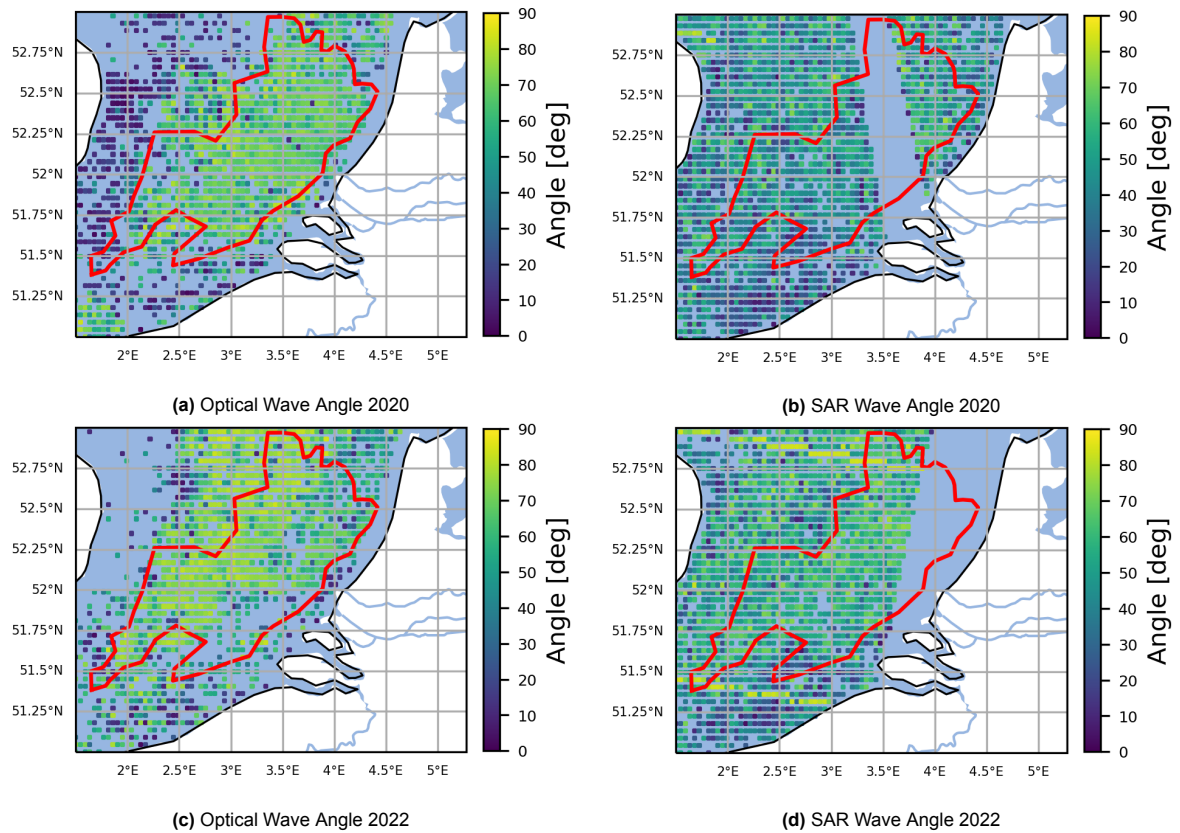 52.75°N
52.5°N
52.25°N
52°N
51.75°N
51.5°N
51.25°N
2°E 2.5°E 3°E 3.5°E 4°E 4.5°E 5°E
90
80
70
60
50
40
30
20
10
0
Angle [deg]
(a) Optical Wave Angle 2020
52.75°N
52.5°N
52.25°N
52°N
51.75°N
51.5°N
51.25°N
2°E 2.5°E 3°E 3.5°E 4°E 4.5°E 5°E
90
80
70
60
50
40
30
20
10
0
Angle [deg]
(b) SAR Wave Angle 2020
52.75°N
52.5°N
52.25°N
52°N
51.75°N
51.5°N
51.25°N
2°E 2.5°E 3°E 3.5°E 4°E 4.5°E 5°E
90
80
70
60
50
40
30
20
10
0
Angle [deg]
(c) Optical Wave Angle 2022
52.75°N
52.5°N
52.25°N
52°N
51.75°N
51.5°N
51.25°N
2°E 2.5°E 3°E 3.5°E 4°E 4.5°E 5°E
90
80
70
60
50
40
30
20
10
0
Angle [deg]
(d) SAR Wave Angle 2022